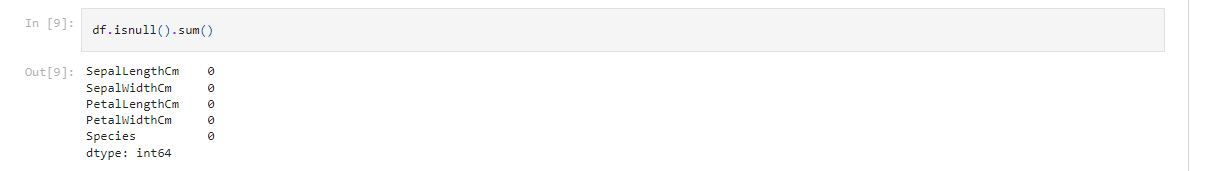 In [9]: df.isnull().sum()
Out[9]: SepalLengthCm 0
SepalWidthCm 0
PetalLengthCm 0
PetalWidthCm 0
Species 0
dtype: int64